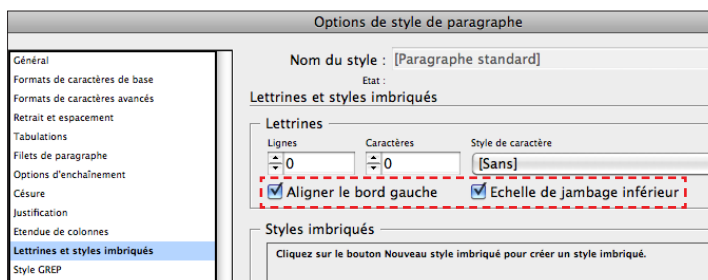 Options de style de paragraphe
Général
Formats de caractères de base
Formats de caractères avancés
Retrait et espacement
Tabulations
Filets de paragraphe
Options d'enchaînement
Césure
Justification
Etendue de colonnes
Lettrines et styles imbriqués
Style GREP
Nom du style : [Paragraphe standard]
Etat :
Lettrines et styles imbriqués
Lettrines
Lignes Caractères Style de caractère
0 0 [Sans]
Aligner le bord gauche Echelle de jambage inférieur
Styles imbriqués
Cliquez sur le bouton Nouveau style imbriqué pour créer un style imbriqué.